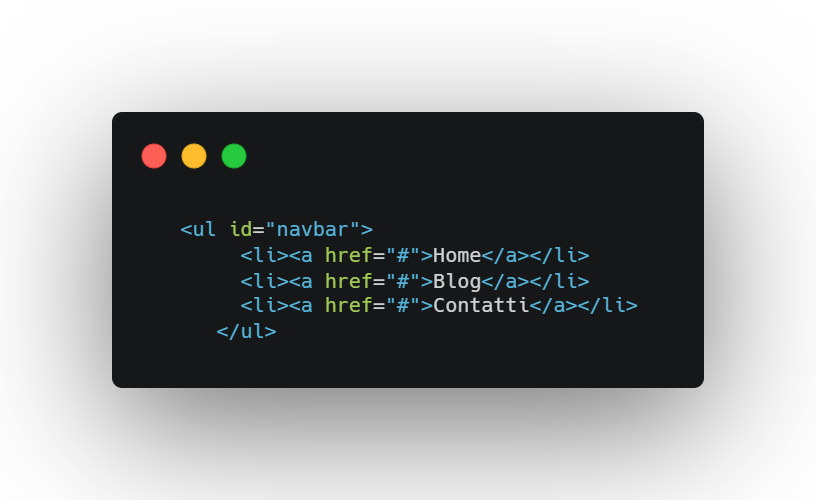 <ul id="navbar">
<li><a href="#">Home</a></li>
<li><a href="#">Blog</a></li>
<li><a href="#">Contatti</a></li>
</ul>